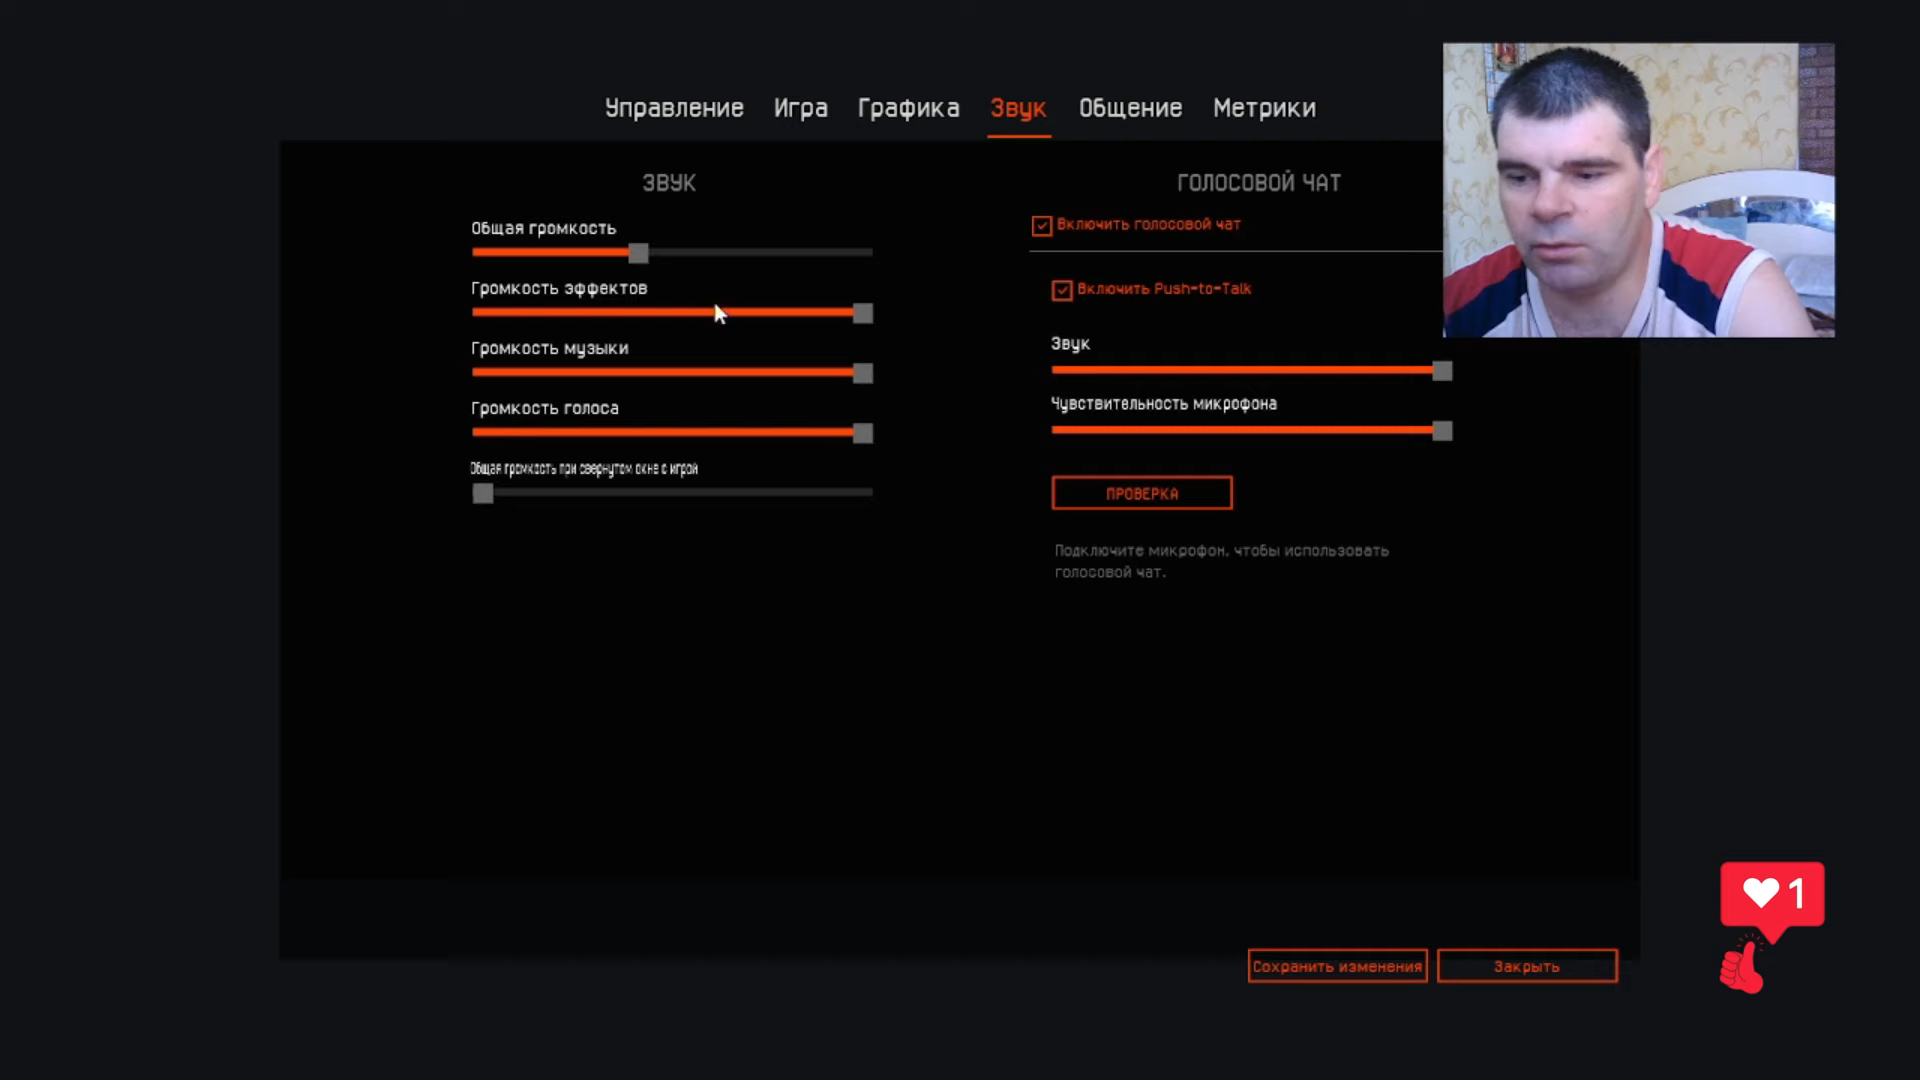 Управление Игра Графика Звук Общение Метрики
ЗВУК
Общая громкость
Громкость эффектов
Громкость музыки
Громкость голоса
Общая громкость при свернутом окне с игрой
ГОЛОСОВОЙ ЧАТ
Включить голосовой чат
Включить Push-to-Talk
Звук
Чувствительность микрофона
ПРОВЕРКА
Подключите микрофон, чтобы использовать
голосовой чат.
Сохранить изменения Закрыть
1